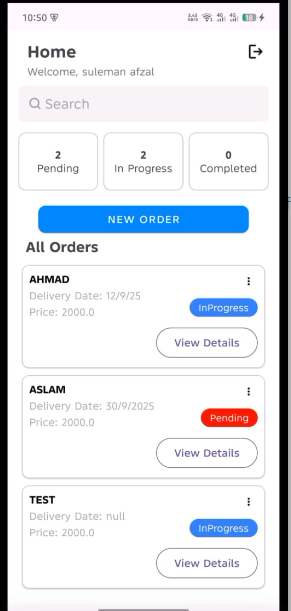 10:50
Home
Welcome, suleman afzal
Search
2
Pending
2
In Progress
0
Completed
NEW ORDER
All Orders
AHMAD
Delivery Date: 12/9/25
Price: 2000.0
InProgress
View Details
ASLAM
Delivery Date: 30/9/2025
Price: 2000.0
Pending
View Details
TEST
Delivery Date: null
Price: 2000.0
InProgress
View Details